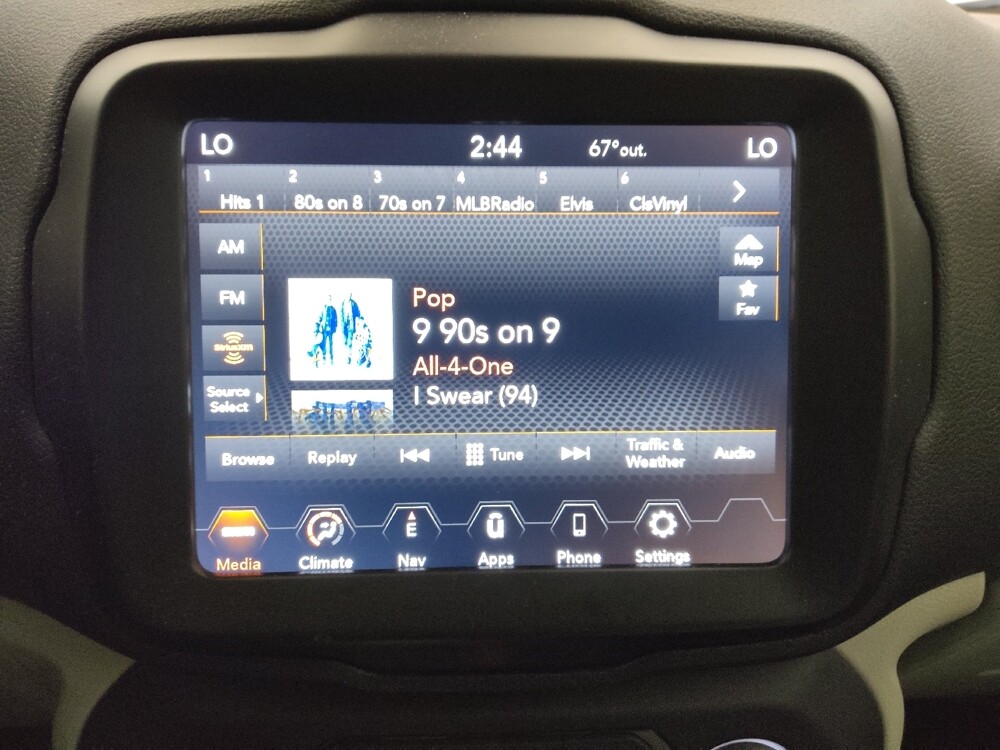 LO 2:44 67° out. LO
1 2 3 4 5 6
Hits 1 80s on 8 70s on 7 MLBRadio Elvis ClsVinyl
AM
Map
FM
Fav
Pop
9 90s on 9
All-4-One
I Swear (94)
SiriusXM
Source
Select
Browse Replay Tune Traffic &
Weather Audio
E
Media Climate Nav Apps Phone Settings